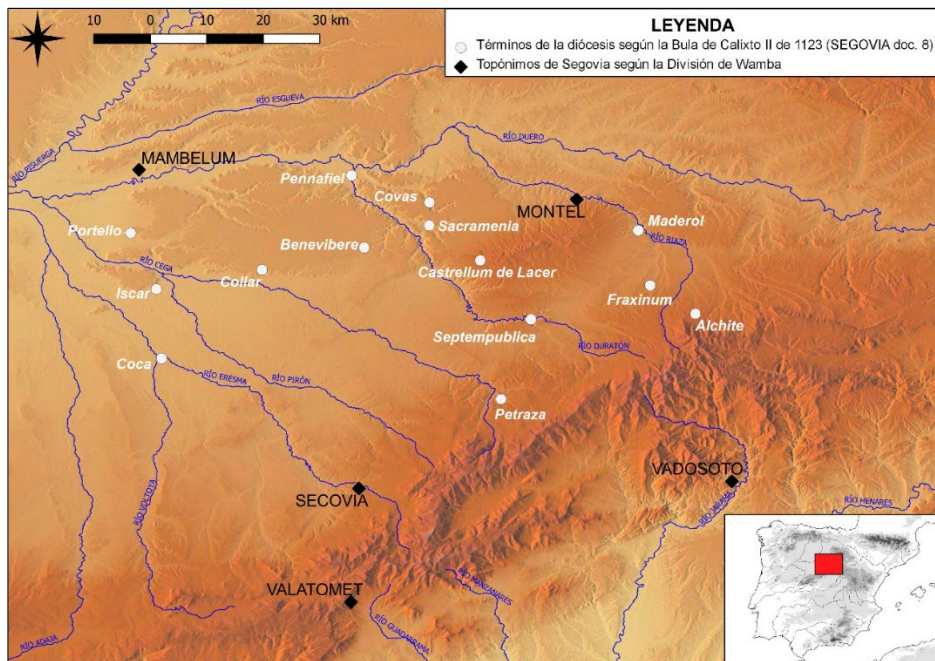 10 0 10 20 30 km
LEYENDA
Términos de la diócesis según la Bula de Calixto II de 1123 (SEGOVIA doc. 8)
Topónimos de Segovia según la División de Wamba
RÍO ESGUEVA
RÍO PISUERGA
RÍO DUERO
MAMBELUM
Pennafiel
Covas
MONTEL
Sacramenia
Maderol
RÍO RIAZA
Portello
Benevibere
RÍO CEGA
Collar
Castrellum de Lacer
Iscar
Fraxinum
Septempublica
Alchite
RÍO DURATÓN
Coca
RÍO ERESMA
RÍO PIRÓN
Petraza
VADOSOTO
SECOVIA
RÍO VOLTOYA
RÍO JARAMA
RÍO HENARES
VALATOMET
RÍO MANZANARES
RÍO GUADARRAMA
RÍO ADAJA